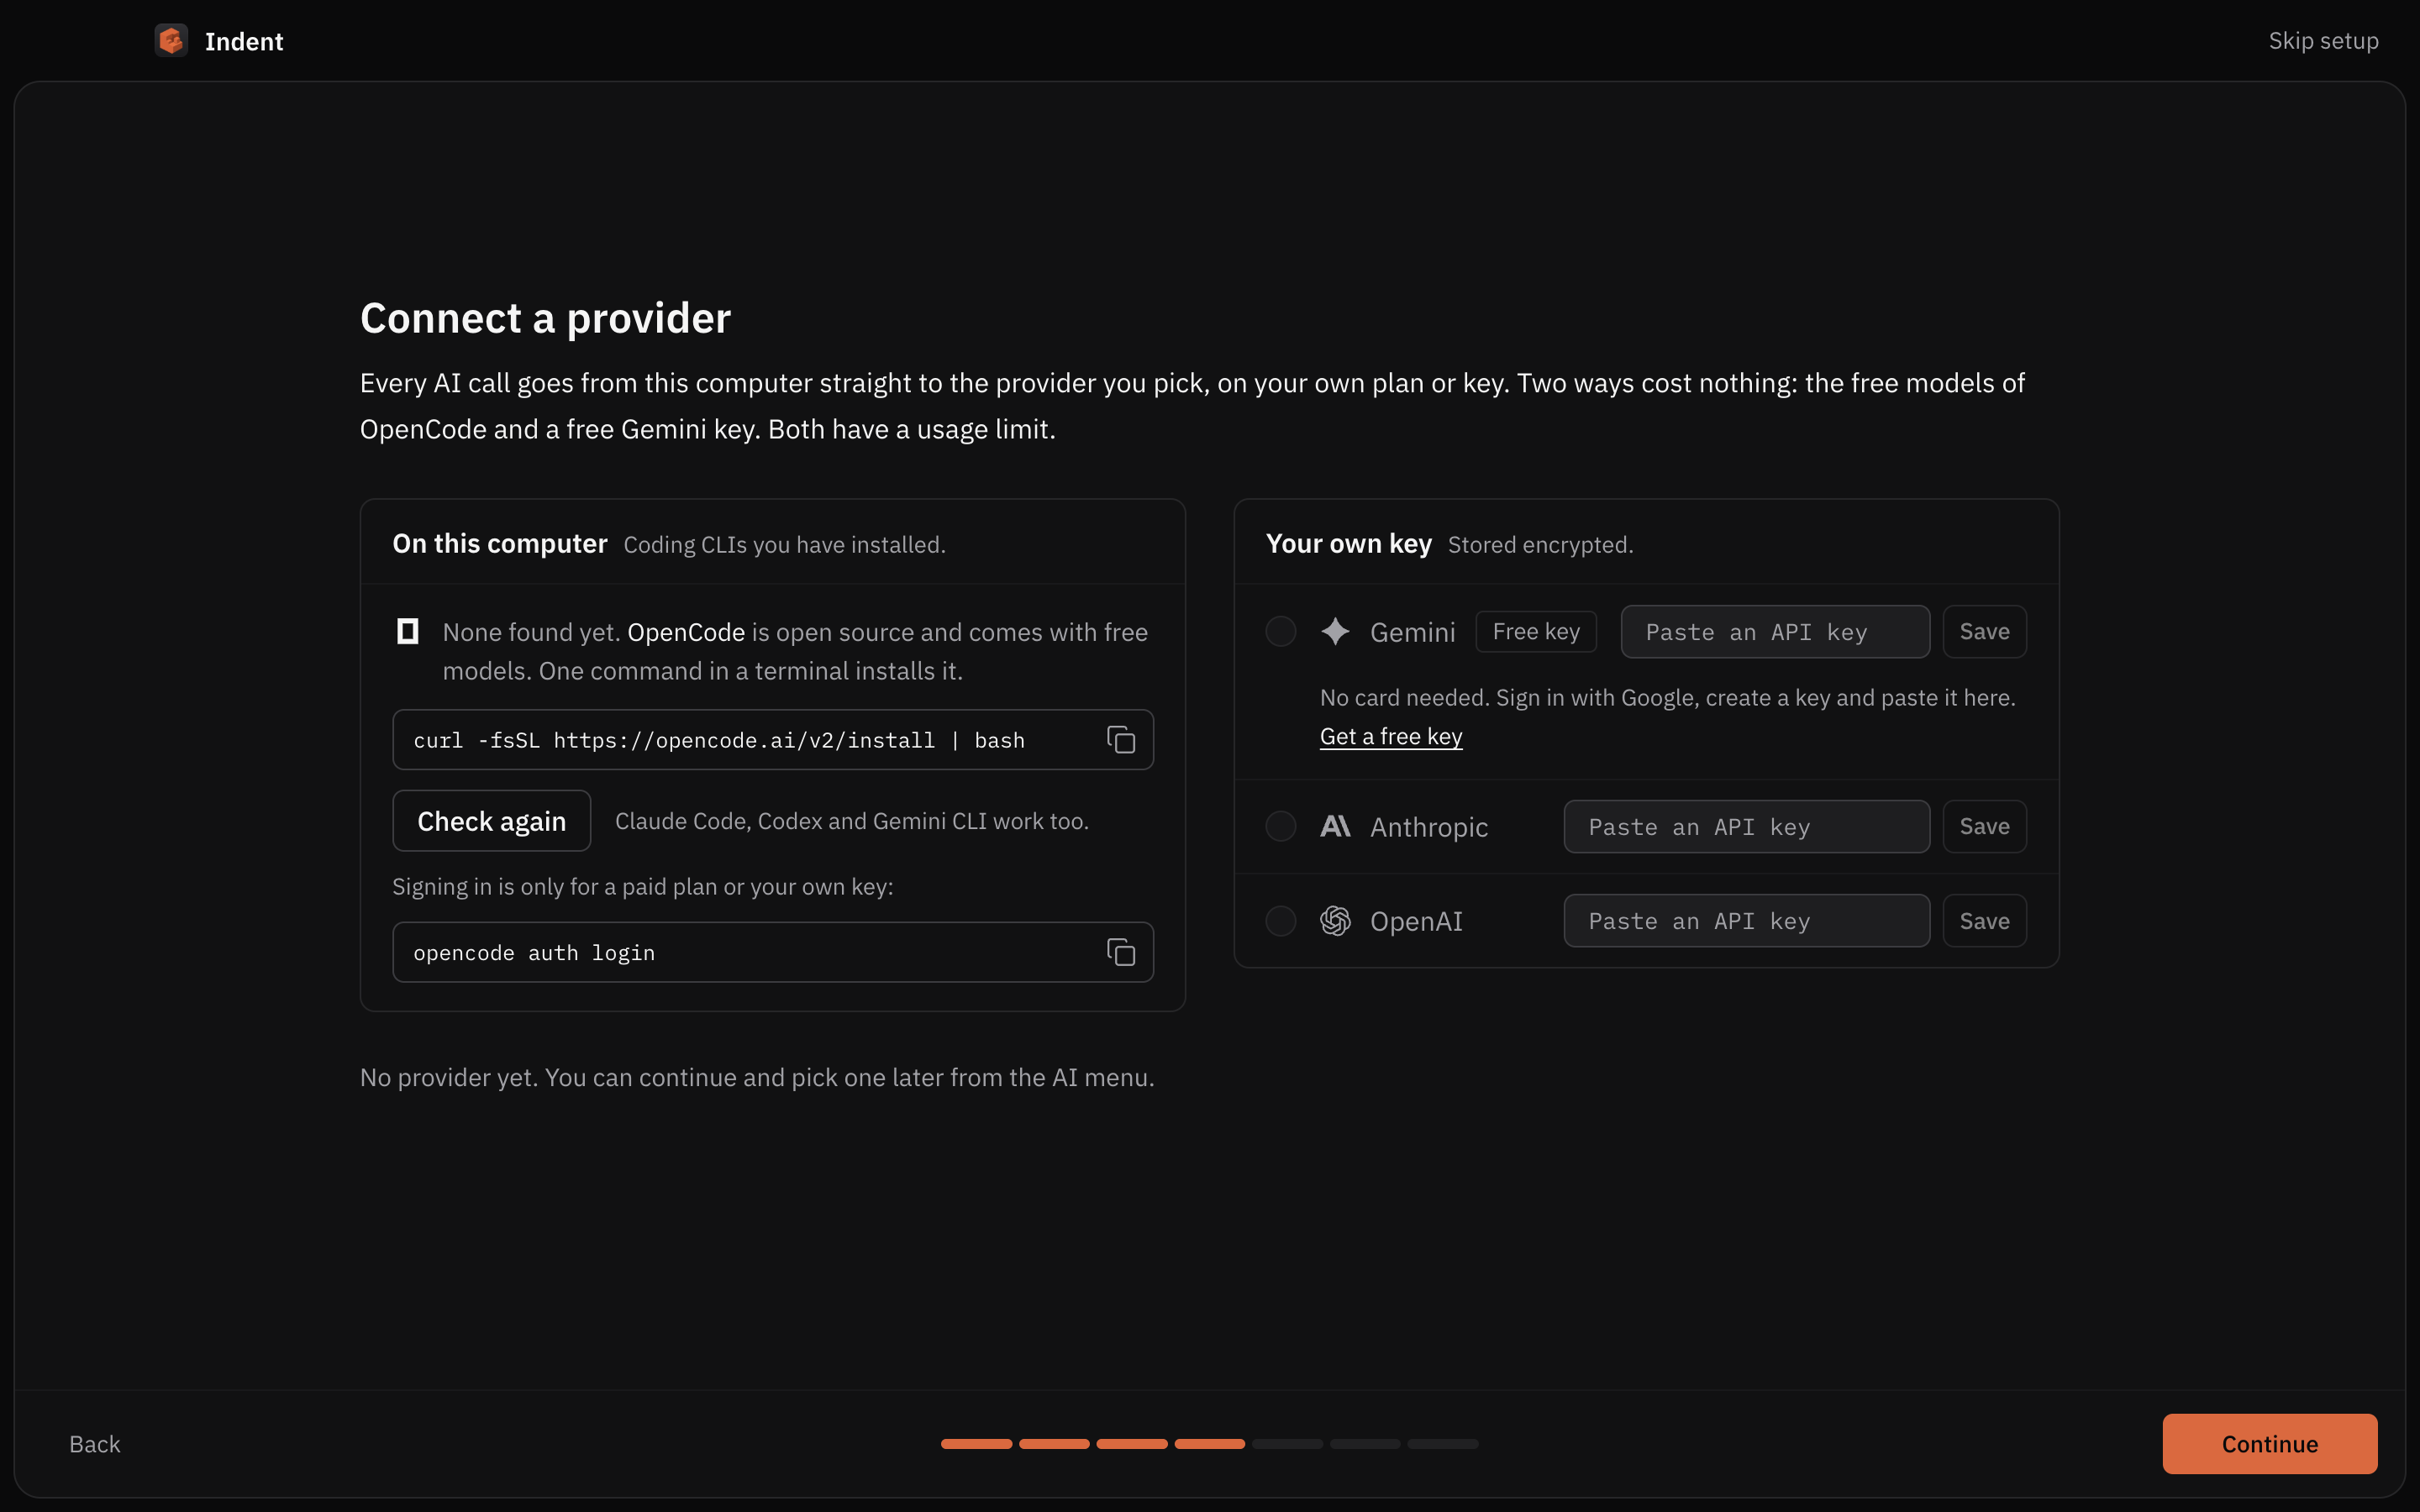 Indent
Skip setup
Connect a provider
Every AI call goes from this computer straight to the provider you pick, on your own plan or key. Two ways cost nothing: the free models of
OpenCode and a free Gemini key. Both have a usage limit.
On this computer Coding CLIs you have installed.
None found yet. OpenCode is open source and comes with free
models. One command in a terminal installs it.
curl -fsSL https://opencode.ai/v2/install | bash
Check again Claude Code, Codex and Gemini CLI work too.
Signing in is only for a paid plan or your own key:
opencode auth login
Your own key Stored encrypted.
Gemini Free key Paste an API key Save
No card needed. Sign in with Google, create a key and paste it here.
Get a free key
Anthropic Paste an API key Save
OpenAI Paste an API key Save
No provider yet. You can continue and pick one later from the AI menu.
Back
Continue